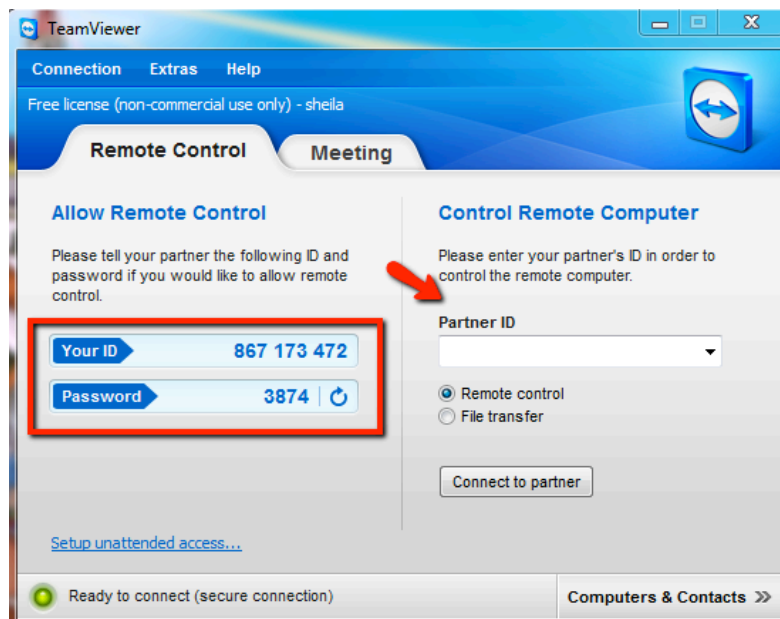 TeamViewer
Connection Extras Help
Free license (non-commercial use only) - sheila
Remote Control
Meeting
Allow Remote Control
Please tell your partner the following ID and
password if you would like to allow remote
control.
Your ID 867 173 472
Password 3874
Setup unattended access...
Control Remote Computer
Please enter your partner's ID in order to
control the remote computer.
Partner ID
Remote control
File transfer
Connect to partner
Ready to connect (secure connection)
Computers & Contacts >>